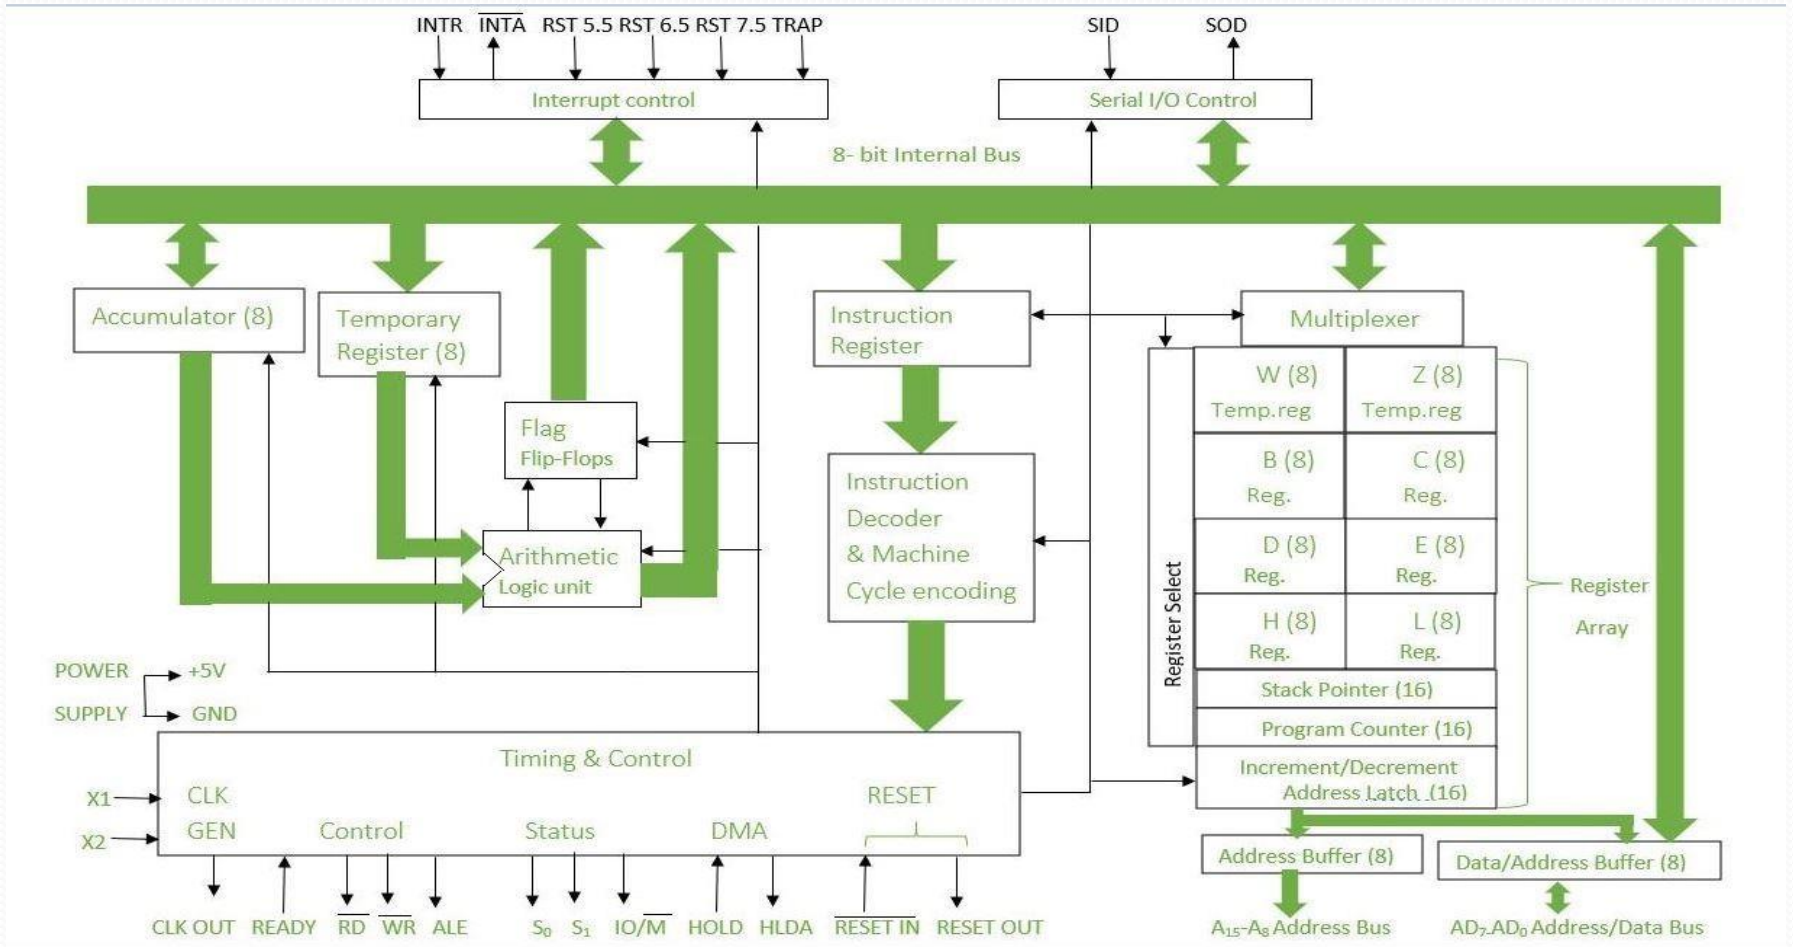 INTR INTA RST 5.5 RST 6.5 RST 7.5 TRAP
SID SOD
Interrupt control
Serial I/O Control
8- bit Internal Bus
Accumulator (8)
Temporary
Register (8)
Instruction
Register
Multiplexer
Flag
Flip-Flops
Arithmetic
Logic unit
Instruction
Decoder
& Machine
Cycle encoding
Register Select
W (8)
Temp.reg
Z (8)
Temp.reg
B (8)
Reg.
C (8)
Reg.
D (8)
Reg.
E (8)
Reg.
H (8)
Reg.
L (8)
Reg.
Stack Pointer (16)
Program Counter (16)
Increment/Decrement
Address Latch (16)
Register
Array
POWER
SUPPLY
+5V
GND
Timing & Control
X1
X2
CLK
GEN
Control
Status
DMA
RESET
Address Buffer (8)
Data/Address Buffer (8)
CLK OUT READY RD WR ALE S₀ S₁ IO/M HOLD HLDA RESET IN RESET OUT
A₁₅-A₈ Address Bus
AD₇-AD₀ Address/Data Bus